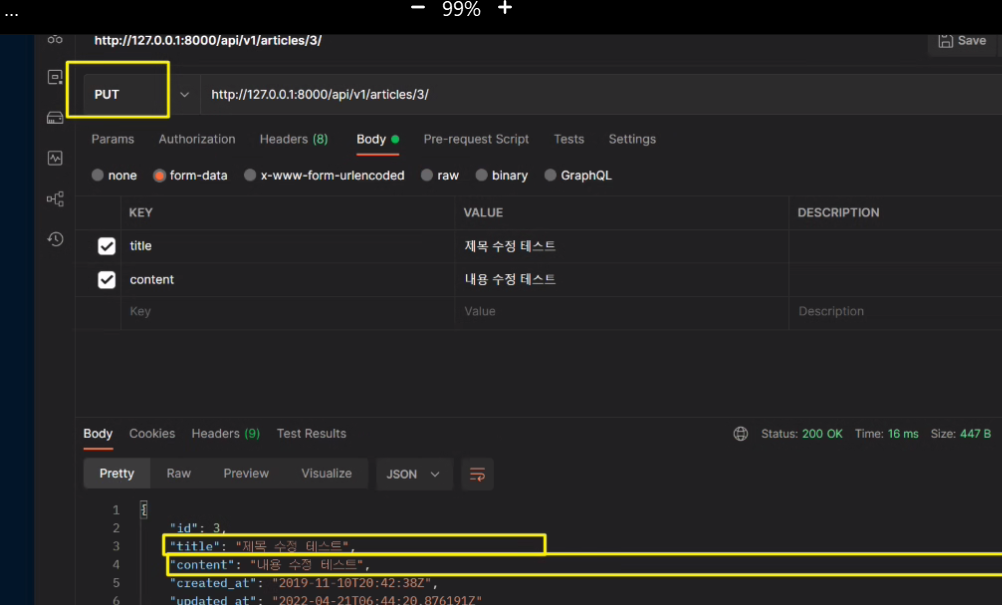 ...
99%
http://127.0.0.1:8000/api/v1/articles/3/
Save
PUT
http://127.0.0.1:8000/api/v1/articles/3/
Params Authorization Headers (8) Body Pre-request Script Tests Settings
none form-data x-www-form-urlencoded raw binary GraphQL
KEY VALUE DESCRIPTION
title 제목 수정 테스트
content 내용 수정 테스트
Key Value Description
Body Cookies Headers (9) Test Results Status: 200 OK Time: 16 ms Size: 447 B
Pretty Raw Preview Visualize JSON
1 {
2 "id": 3,
3 "title": "제목 수정 테스트",
4 "content": "내용 수정 테스트",
5 "created_at": "2019-11-10T20:42:38Z",
6 "updated_at": "2022-04-21T06:44:20.876191Z"